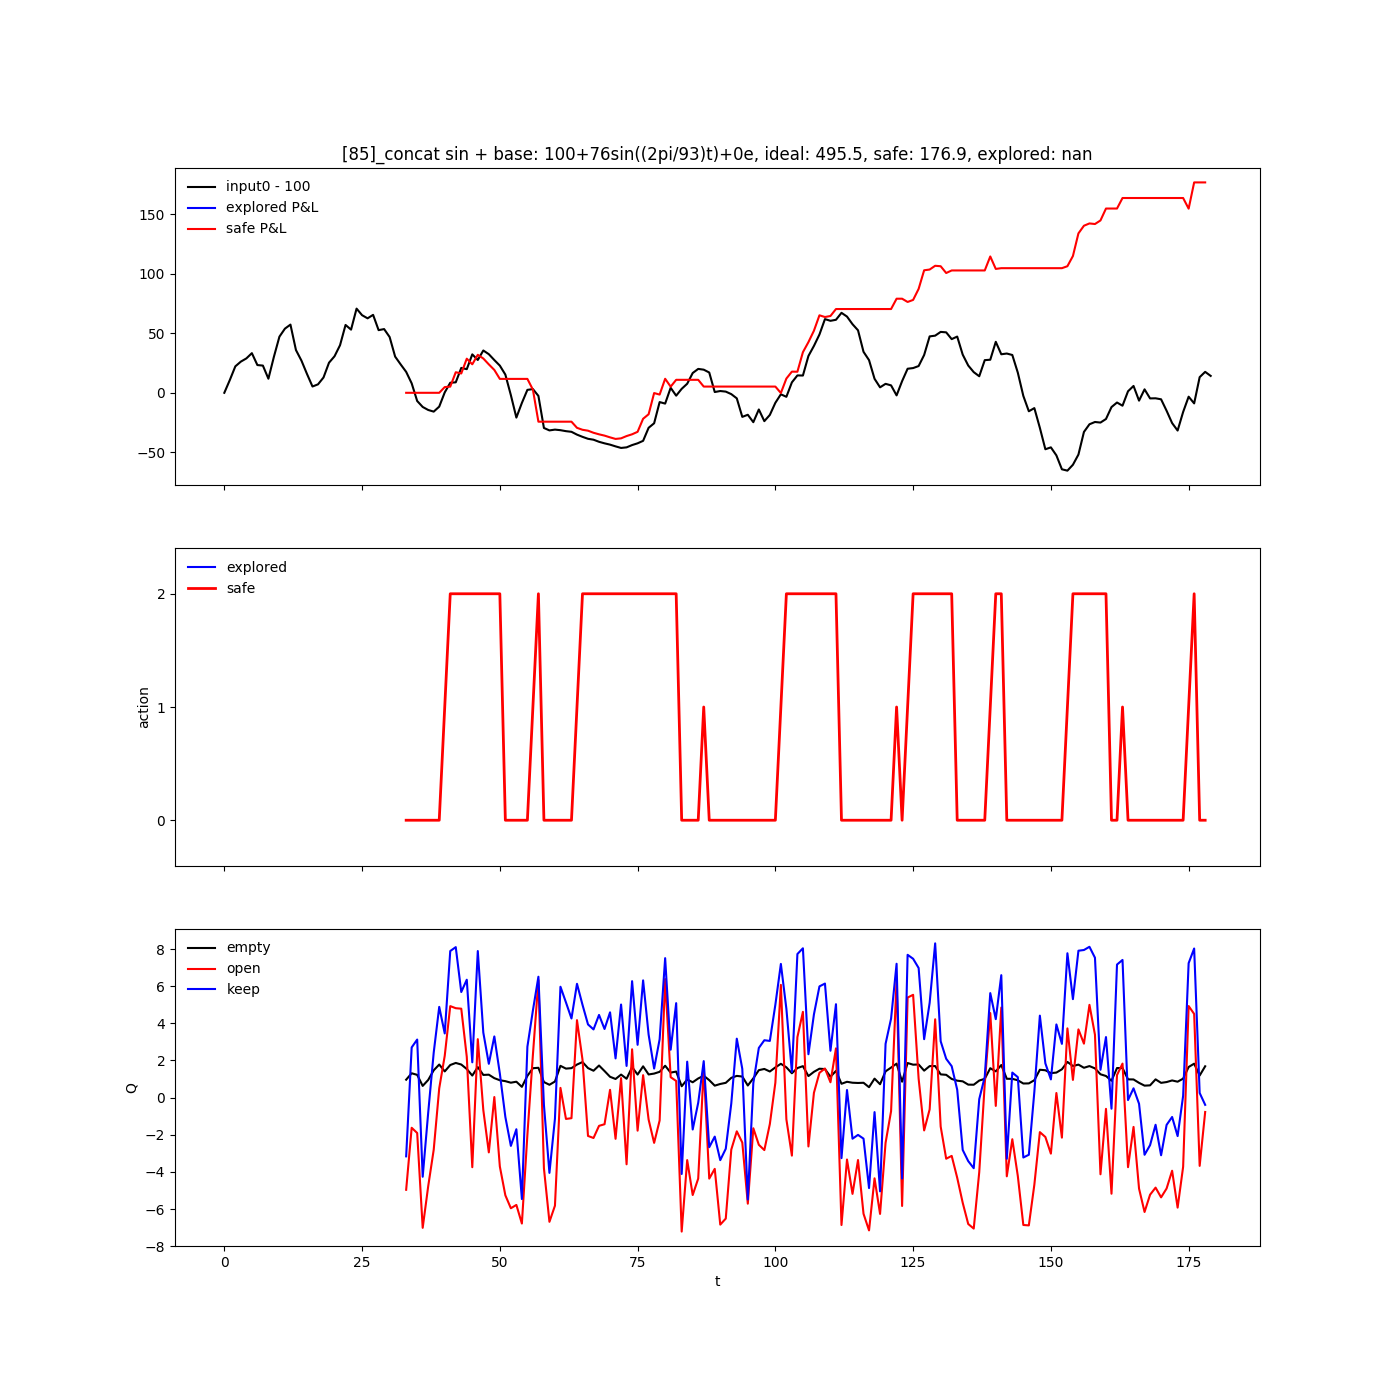 [85]_concat sin + base: 100+76sin((2pi/93)t)+0e, ideal: 495.5, safe: 176.9, explored: nan
input0 - 100
explored P&L
safe P&L
150
100
50
0
−50
explored
safe
2
1
0
action
empty
open
keep
8
6
4
2
0
−2
−4
−6
−8
Q
0 25 50 75 100 125 150 175
t